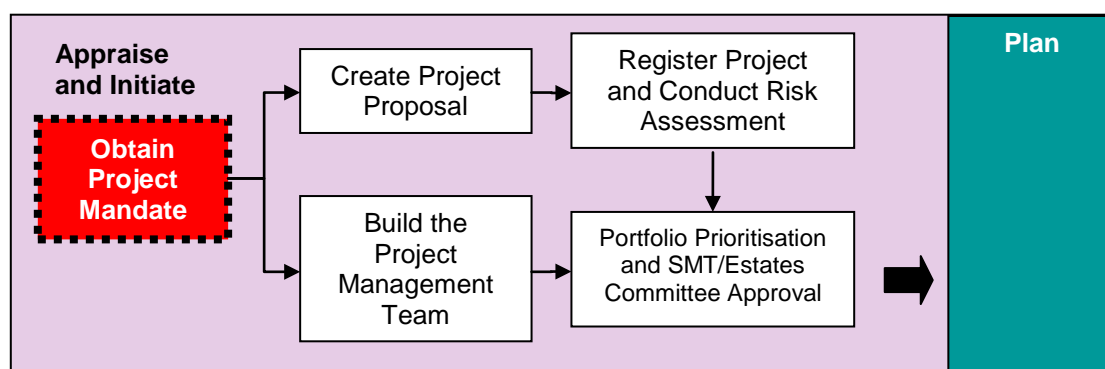 Appraise
and Initiate
Obtain
Project
Mandate
Create Project
Proposal
Register Project
and Conduct Risk
Assessment
Build the
Project
Management
Team
Portfolio Prioritisation
and SMT/Estates
Committee Approval
Plan